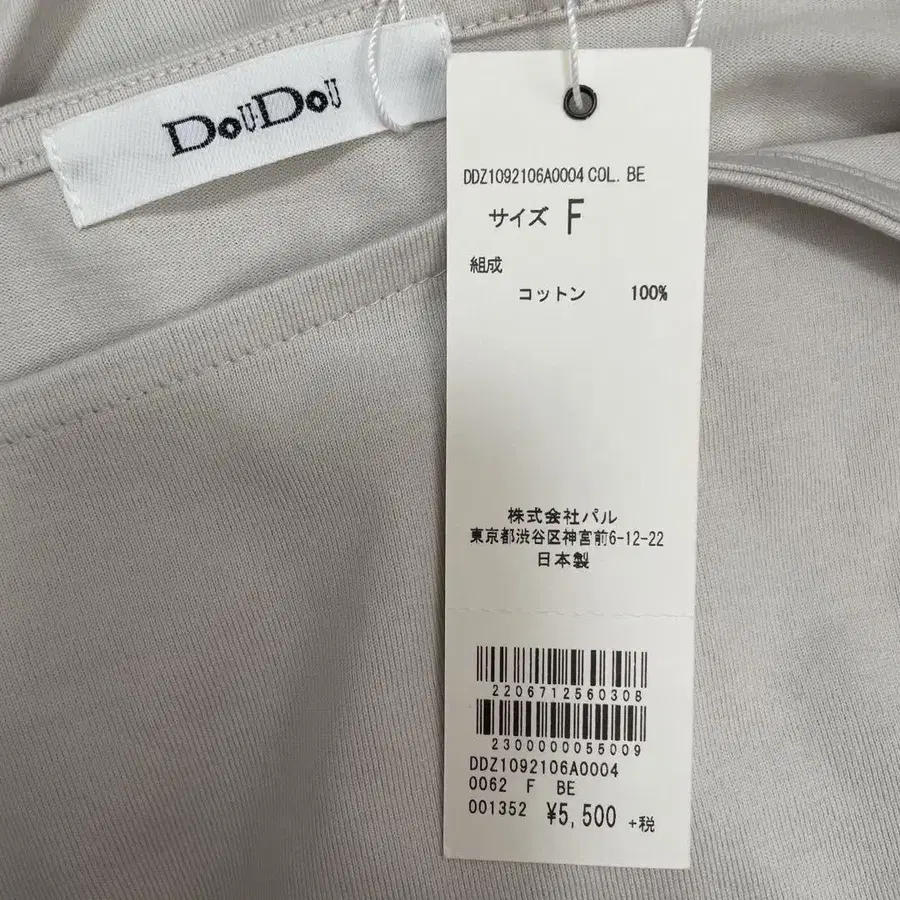 DOUDOU
DDZ1092106A0004 COL. BE
サイズ F
組成
コットン 100%
株式会社パル
東京都渋谷区神宮前6-12-22
日本製
2206712560308
2300000055009
DDZ1092106A0004
0062 F BE
001352 ¥5,500 +税